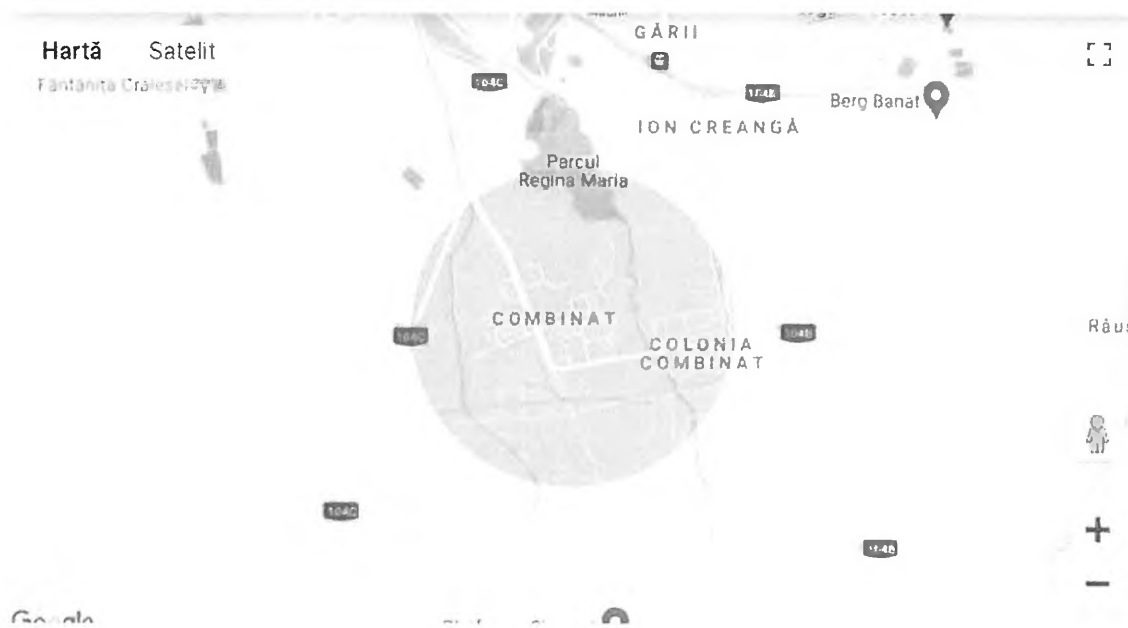 GĂRII
Hartă Satelit
104C
104B
Berg Banat
ION CREANGĂ
Parcul
Regina Maria
COMBINAT
104C
104B
COLONIA
COMBINAT
104C
104B
Google